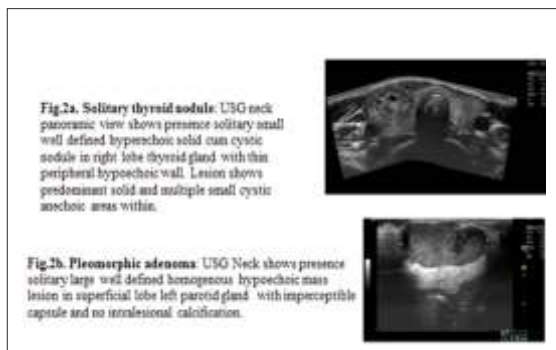 Fig.2a. Solitary thyroid nodule: USG neck
panoramic view shows presence solitary small
well defined hyperechoic solid cum cystic
nodule in right lobe thyroid gland with thin
peripheral hypoechoic wall. Lesion shows
predominant solid and multiple small cystic
anechoic areas within.
Fig.2b. Pleomorphic adenoma: USG Neck shows presence
solitary large well defined homogenous hypoechoic mass
lesion in superficial lobe left parotid gland with imperceptible
capsule and no intralesional calcification.